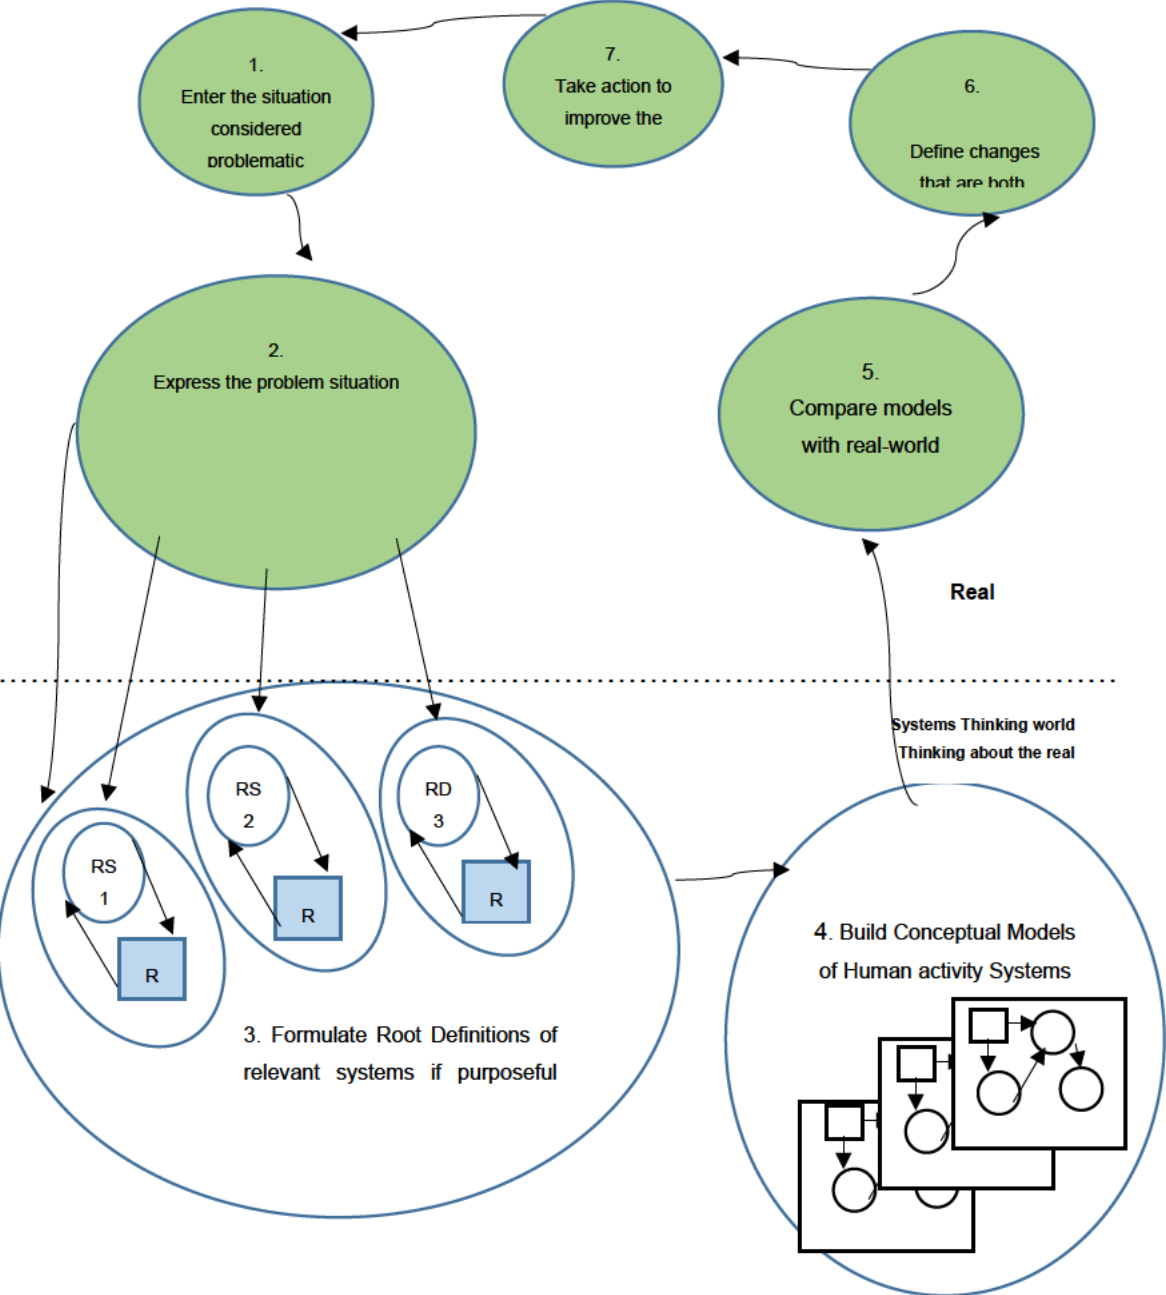 1.
Enter the situation
considered
problematic
7.
Take action to
improve the
6.
Define changes
that are both
2.
Express the problem situation
5.
Compare models
with real-world
Real
Systems Thinking world
Thinking about the real
RS
1
R
RS
2
R
RD
3
R
3. Formulate Root Definitions of
relevant systems if purposeful
4. Build Conceptual Models
of Human activity Systems